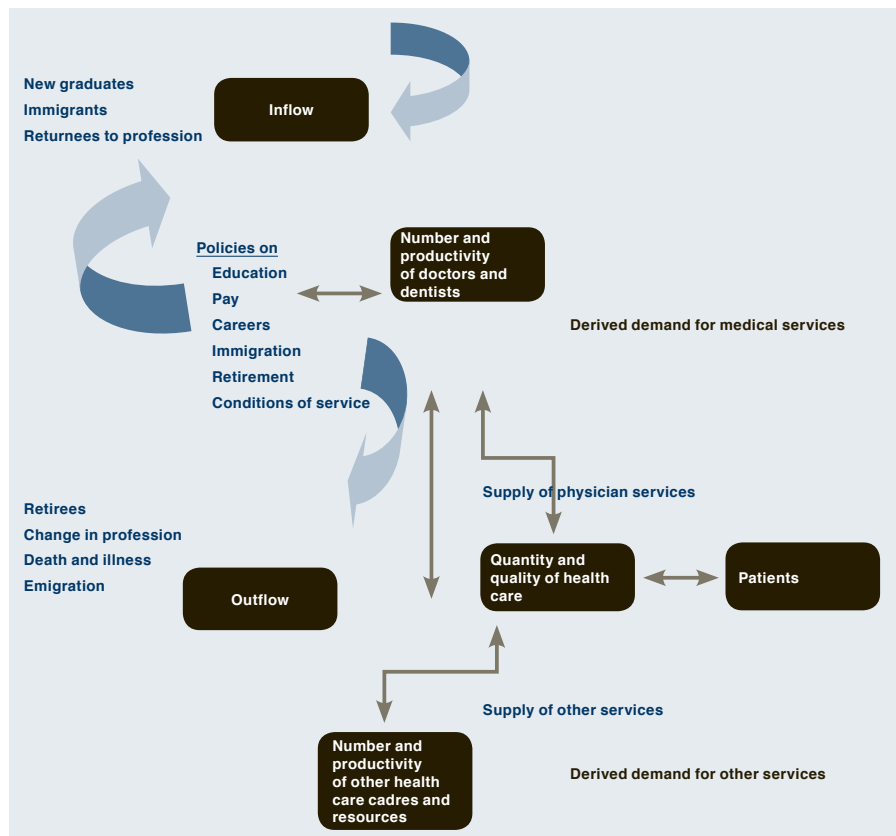 New graduates
Immigrants
Returnees to profession
Inflow
Policies on
Education
Pay
Careers
Immigration
Retirement
Conditions of service
Number and
productivity
of doctors and
dentists
Derived demand for medical services
Supply of physician services
Retirees
Change in profession
Death and illness
Emigration
Outflow
Quantity and
quality of health
care
Patients
Supply of other services
Number and
productivity
of other health
care cadres and
resources
Derived demand for other services